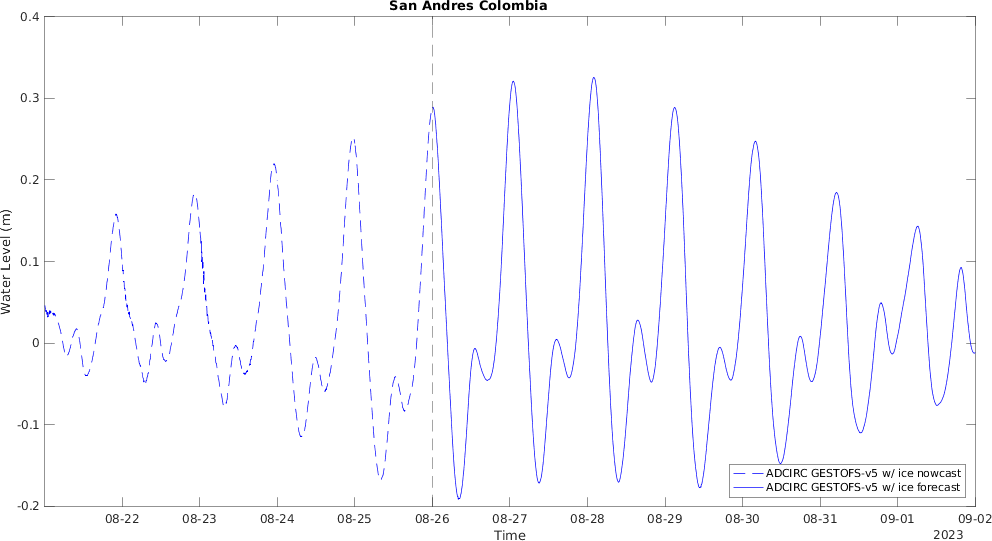 San Andres Colombia
0.4
0.3
0.2
0.1
0
-0.1
-0.2
Water Level (m)
ADCIRC GESTOFS-v5 w/ ice nowcast
ADCIRC GESTOFS-v5 w/ ice forecast
08-22 08-23 08-24 08-25 08-26 08-27 08-28 08-29 08-30 08-31 09-01 09-02
Time
2023